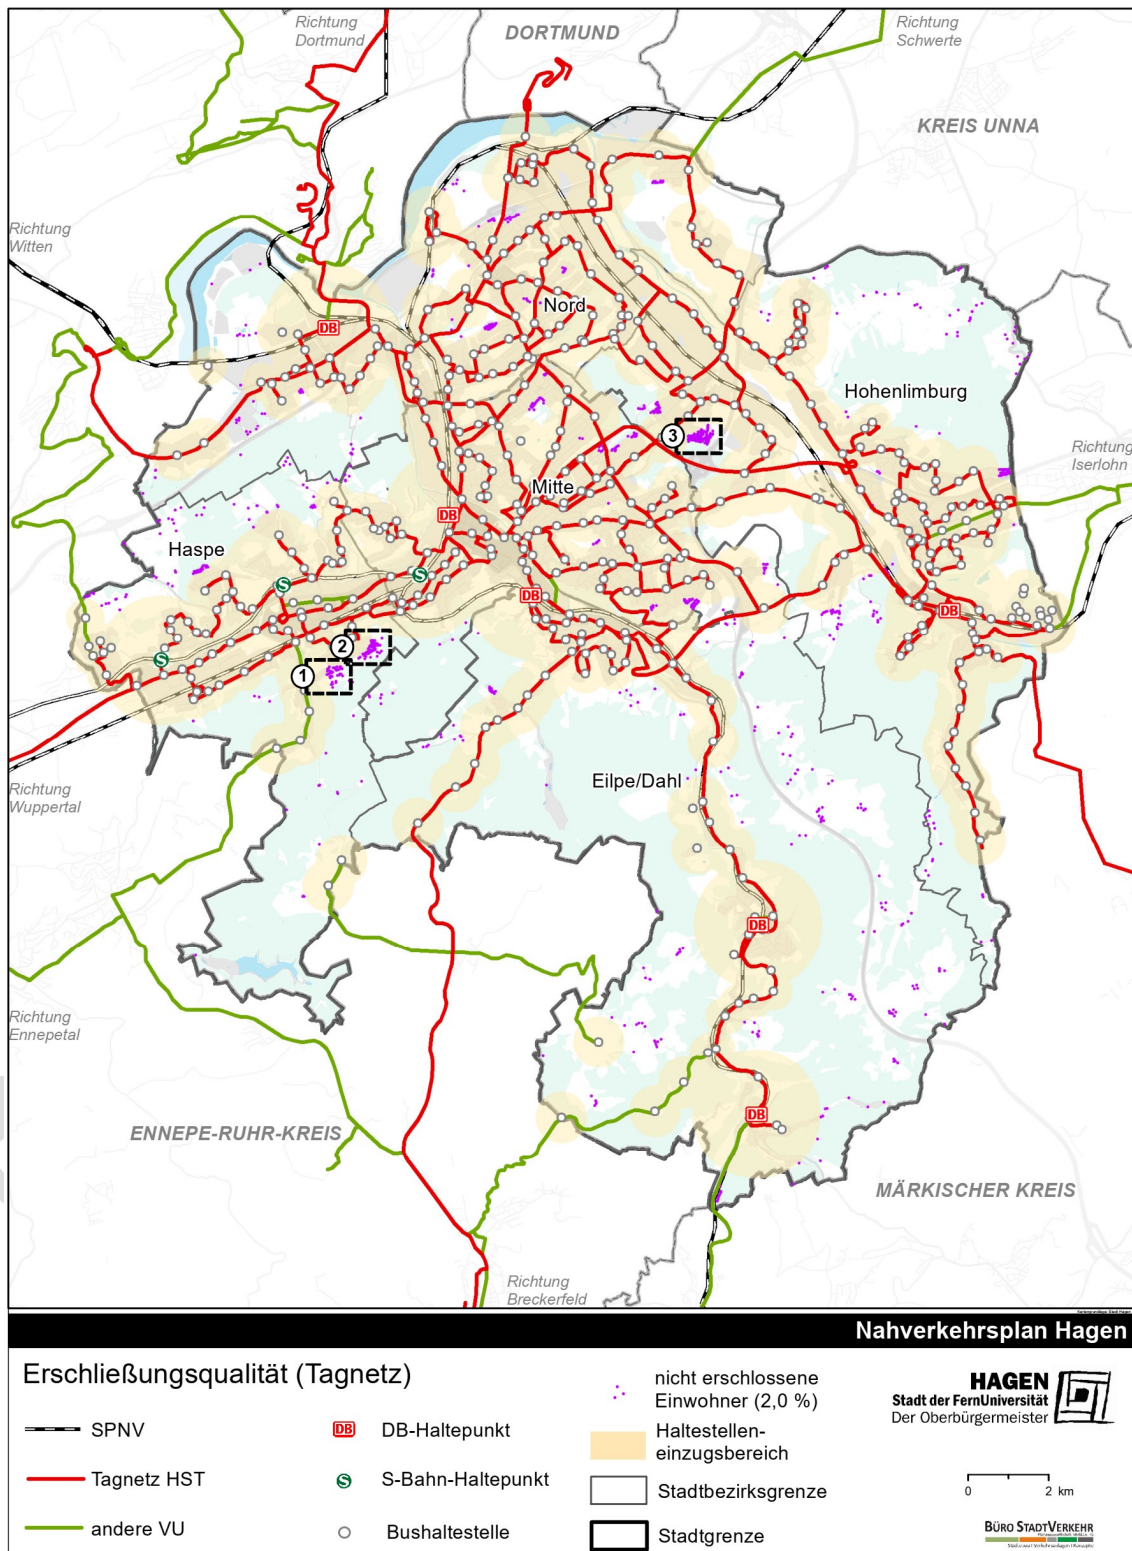 Richtung
Dortmund
DORTMUND
Richtung
Schwerte
KREIS UNNA
Richtung
Witten
DB
Nord
Hohenlimburg
3
Richtung
Iserlohn
Mitte
DB
Haspe
S
S
DB
DB
2
S
1
Richtung
Wuppertal
Eilpe/Dahl
DB
Richtung
Ennepetal
DB
ENNEPE-RUHR-KREIS
MÄRKISCHER KREIS
Richtung
Breckerfeld
Nahverkehrsplan Hagen
Erschließungsqualität (Tagnetz)
SPNV
Tagnetz HST
andere VU
DB DB-Haltepunkt
S S-Bahn-Haltepunkt
Bushaltestelle
nicht erschlossene
Einwohner (2,0 %)
Haltestellen-
einzugsbereich
Stadtbezirksgrenze
Stadtgrenze
HAGEN
Stadt der FernUniversität
Der Oberbürgermeister
0 2 km
BÜRO STADTVERKEHR